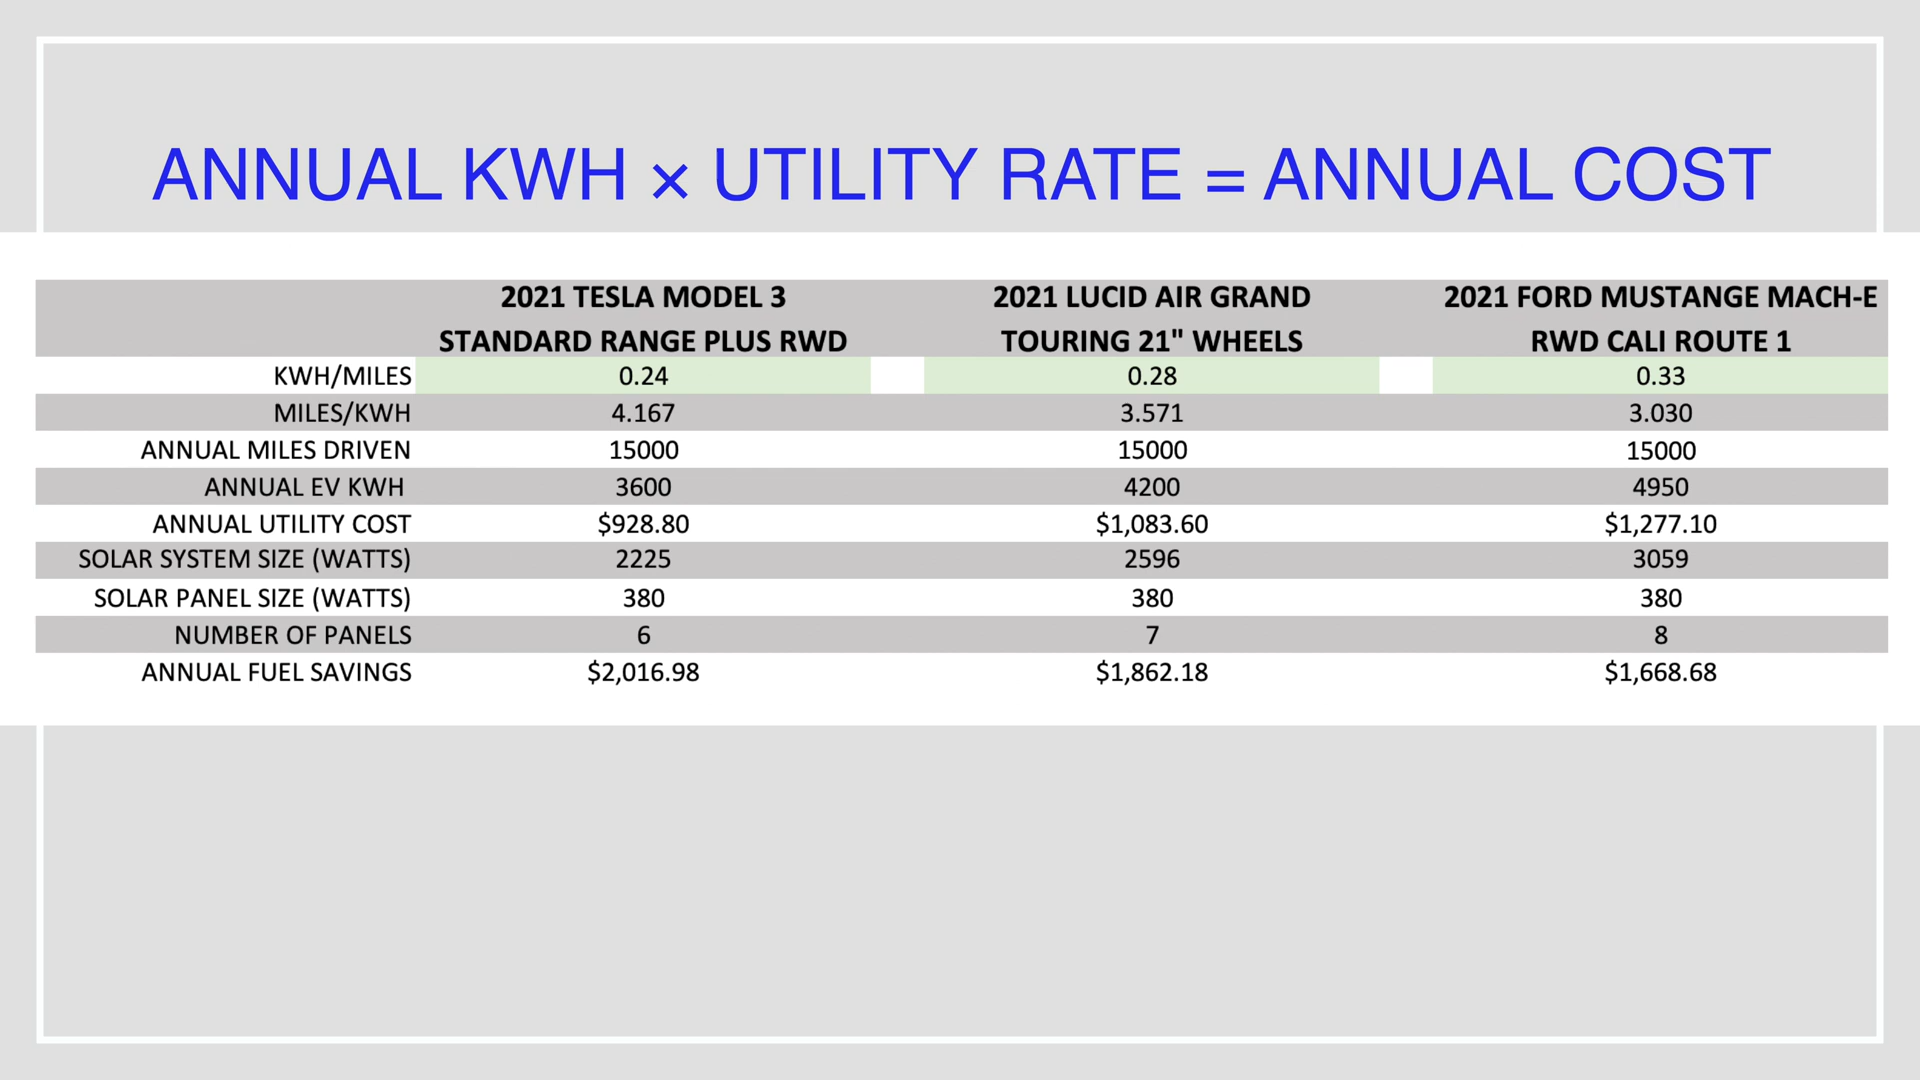 ANNUAL KWH × UTILITY RATE = ANNUAL COST
2021 TESLA MODEL 3 2021 LUCID AIR GRAND 2021 FORD MUSTANGE MACH-E
STANDARD RANGE PLUS RWD TOURING 21" WHEELS RWD CALI ROUTE 1
KWH/MILES 0.24 0.28 0.33
MILES/KWH 4.167 3.571 3.030
ANNUAL MILES DRIVEN 15000 15000 15000
ANNUAL EV KWH 3600 4200 4950
ANNUAL UTILITY COST $928.80 $1,083.60 $1,277.10
SOLAR SYSTEM SIZE (WATTS) 2225 2596 3059
SOLAR PANEL SIZE (WATTS) 380 380 380
NUMBER OF PANELS 6 7 8
ANNUAL FUEL SAVINGS $2,016.98 $1,862.18 $1,668.68